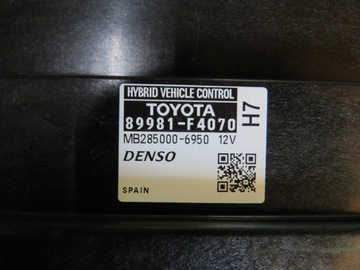 HYBRID VEHICLE CONTROL
TOYOTA
89981-F4070
H7
MB285000-6950 12V
DENSO
SPAIN